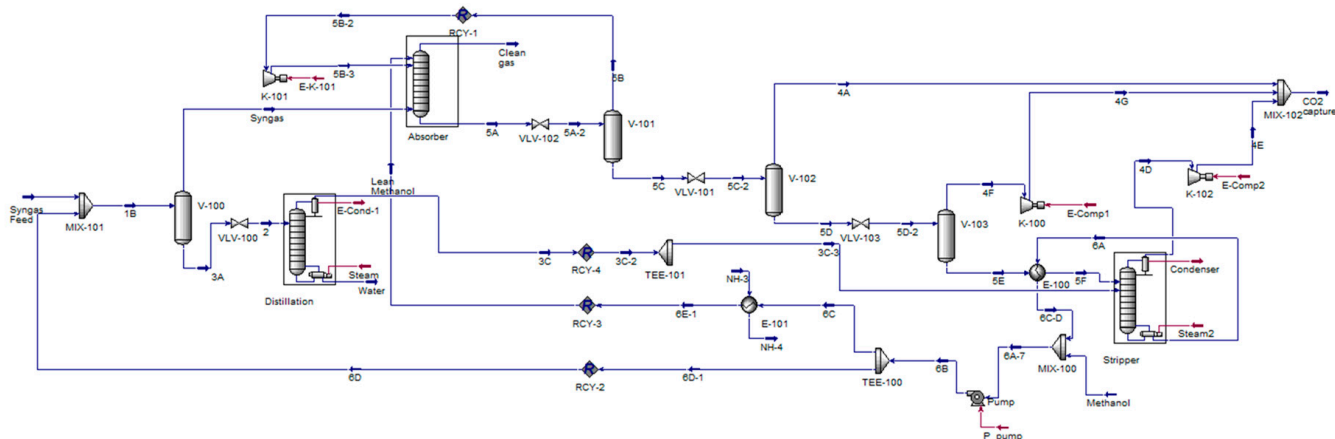 5B-2
RCY-1
5B-3
K-101
E-K-101
Clean
gas
5B
4A
4G
MIX-102
CO2
capture
4E
Syngas
Absorber
5A
VLV-102
5A-2
V-101
4D
K-102
E-Comp2
Lean
Methanol
5C
VLV-101
5C-2
V-102
4F
K-100
E-Comp1
Syngas
Feed
MIX-101
1B
V-100
E-Cond-1
VLV-100
2
3A
Steam
Water
Distillation
3C
RCY-4
3C-2
TEE-101
3C-3
5D
VLV-103
5D-2
V-103
6A
5E
E-100
5F
Condenser
NH-3
RCY-3
6E-1
E-101
6C
NH-4
6C-D
Steam2
Stripper
6D
RCY-2
6D-1
TEE-100
6B
6A-7
MIX-100
Pump
Methanol
P_pump